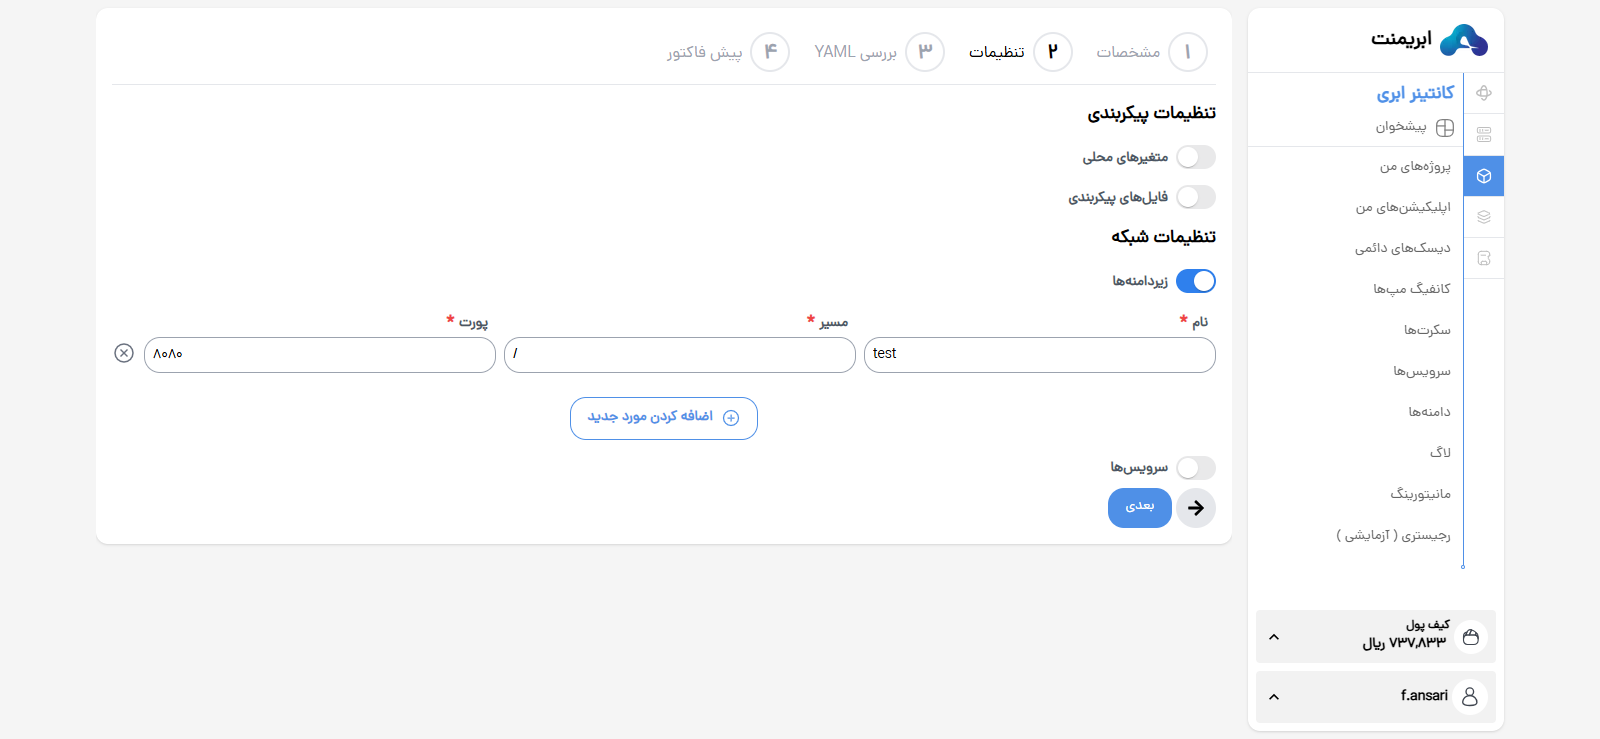 ابریمنت
کانتینر ابری
پیشخوان
پروژه‌های من
اپلیکیشن‌های من
دیسک‌های دائمی
کانفیگ مپ‌ها
سکرت‌ها
سرویس‌ها
دامنه‌ها
لاگ
مانیتورینگ
رجیستری ( آزمایشی )
کیف پول
۷۳۷,۸۳۳ ریال
f.ansari
۱ مشخصات ۲ تنظیمات ۳ بررسی YAML ۴ پیش فاکتور
تنظیمات پیکربندی
متغیرهای محلی
فایل‌های پیکربندی
تنظیمات شبکه
زیردامنه‌ها
نام * مسیر * پورت *
test / ۸۰۸۰
اضافه کردن مورد جدید
سرویس‌ها
بعدی